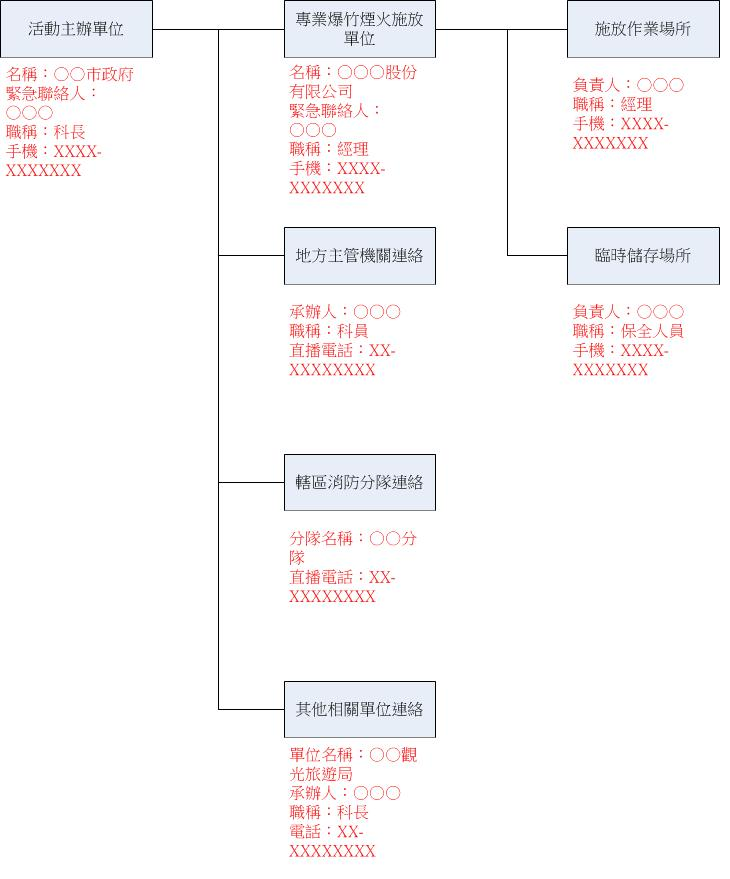 活動主辦單位
名稱：○○市政府
緊急聯絡人：
○○○
職稱：科長
手機：XXXX-
XXXXXXX
專業爆竹煙火施放
單位
名稱：○○○股份
有限公司
緊急聯絡人：
○○○
職稱：經理
手機：XXXX-
XXXXXXX
施放作業場所
負責人：○○○
職稱：經理
手機：XXXX-
XXXXXXX
地方主管機關連絡
承辦人：○○○
職稱：科員
直播電話：XX-
XXXXXXXX
臨時儲存場所
負責人：○○○
職稱：保全人員
手機：XXXX-
XXXXXXX
轄區消防分隊連絡
分隊名稱：○○分
隊
直播電話：XX-
XXXXXXXX
其他相關單位連絡
單位名稱：○○觀
光旅遊局
承辦人：○○○
職稱：科長
電話：XX-
XXXXXXXX